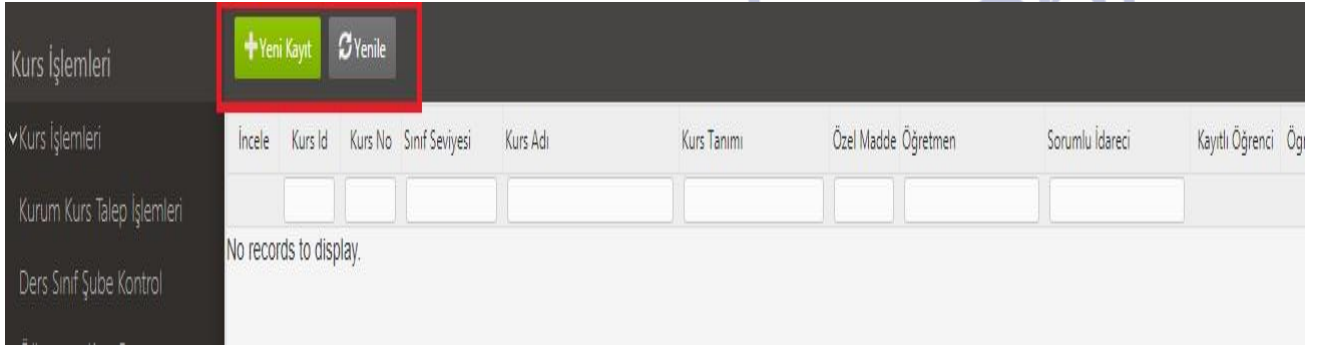 Kurs İşlemleri
Yeni Kayıt Yenile
Kurs İşlemleri
Kurum Kurs Talep İşlemleri
Ders Sınıf Şube Kontrol
İncele Kurs Id Kurs No Sınıf Seviyesi Kurs Adı Kurs Tanımı Özel Madde Öğretmen Sorumlu İdareci Kayıtlı Öğrenci
No records to display.